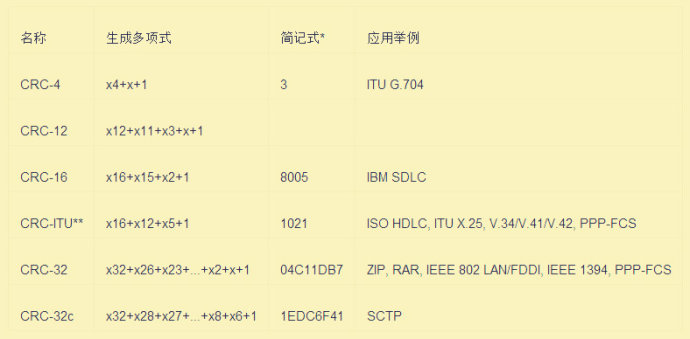 名称 生成多项式 简记式* 应用举例
CRC-4 x4+x+1 3 ITU G.704
CRC-12 x12+x11+x3+x+1
CRC-16 x16+x15+x2+1 8005 IBM SDLC
CRC-ITU** x16+x12+x5+1 1021 ISO HDLC, ITU X.25, V.34/V.41/V.42, PPP-FCS
CRC-32 x32+x26+x23+...+x2+x+1 04C11DB7 ZIP, RAR, IEEE 802 LAN/FDDI, IEEE 1394, PPP-FCS
CRC-32c x32+x28+x27+...+x8+x6+1 1EDC6F41 SCTP